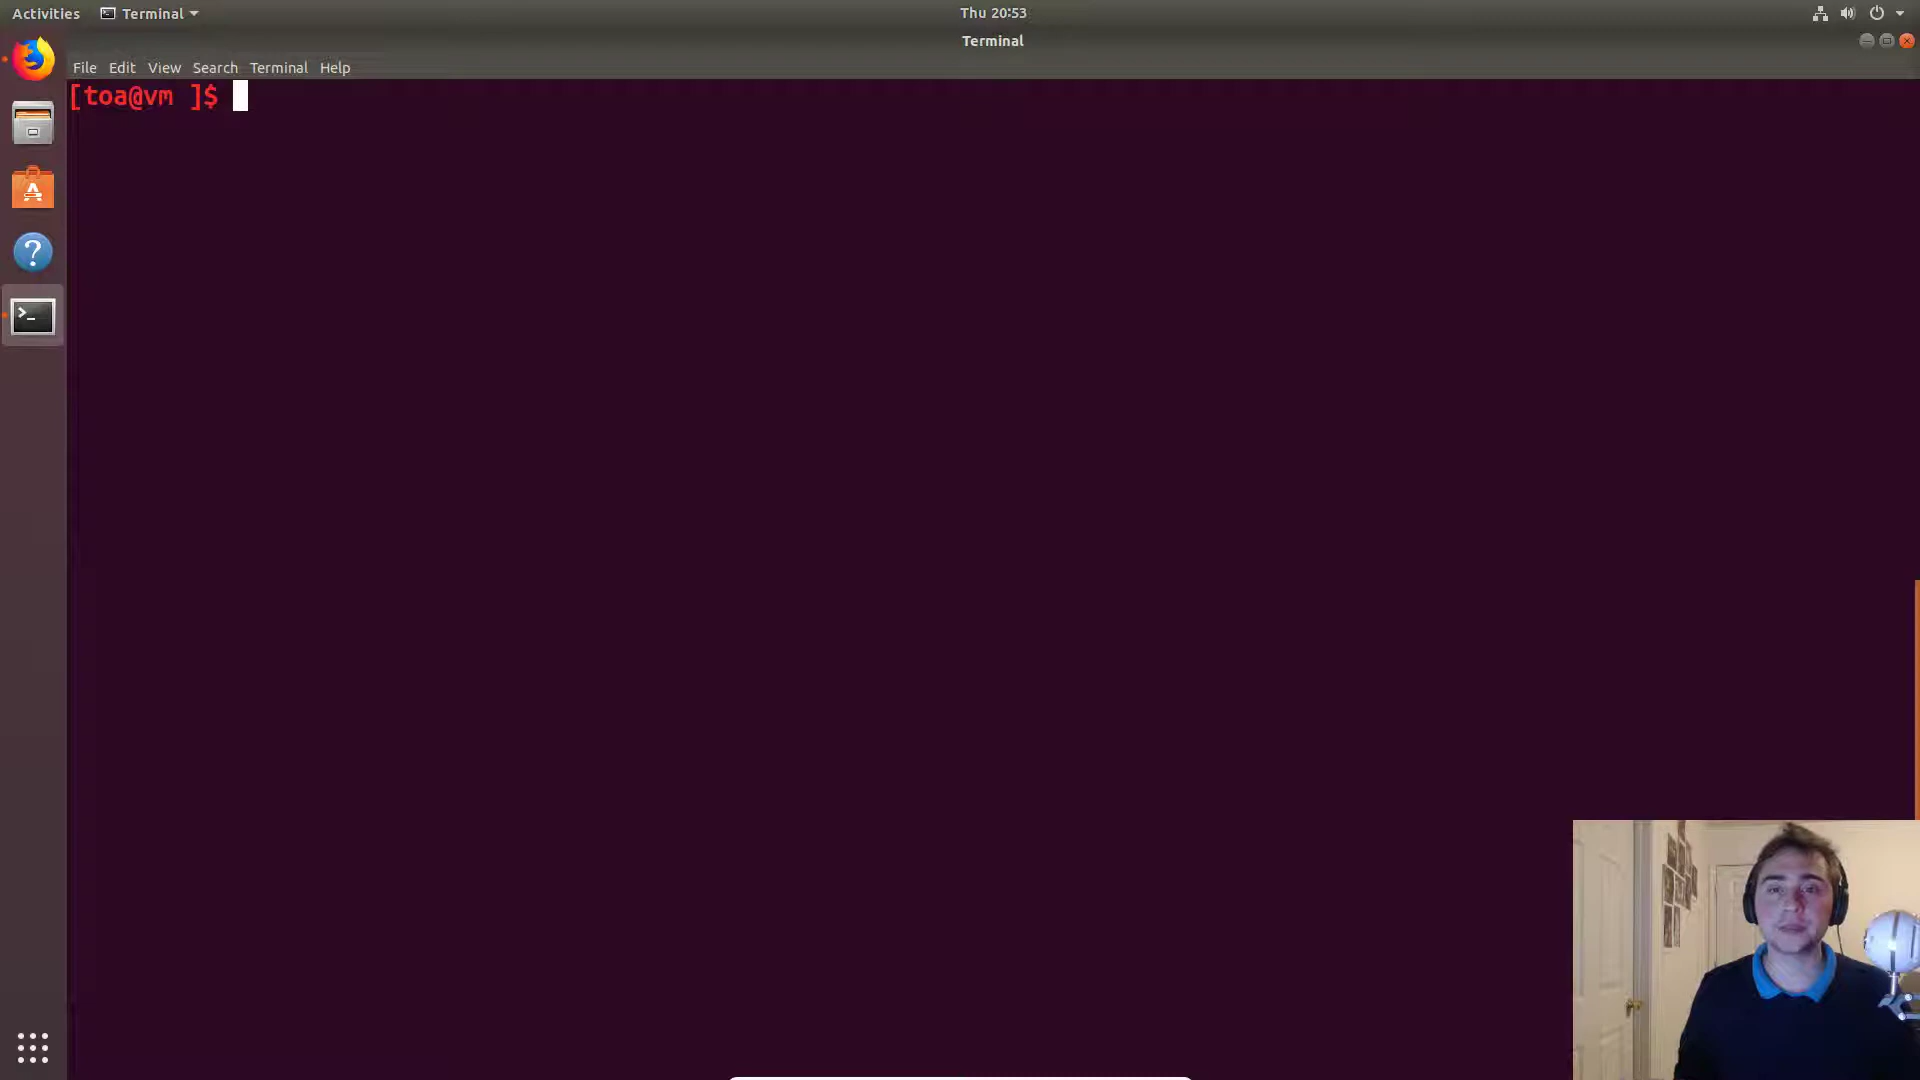 Activities Terminal Thu 20:53
Terminal
File Edit View Search Terminal Help
[toa@vm ]$